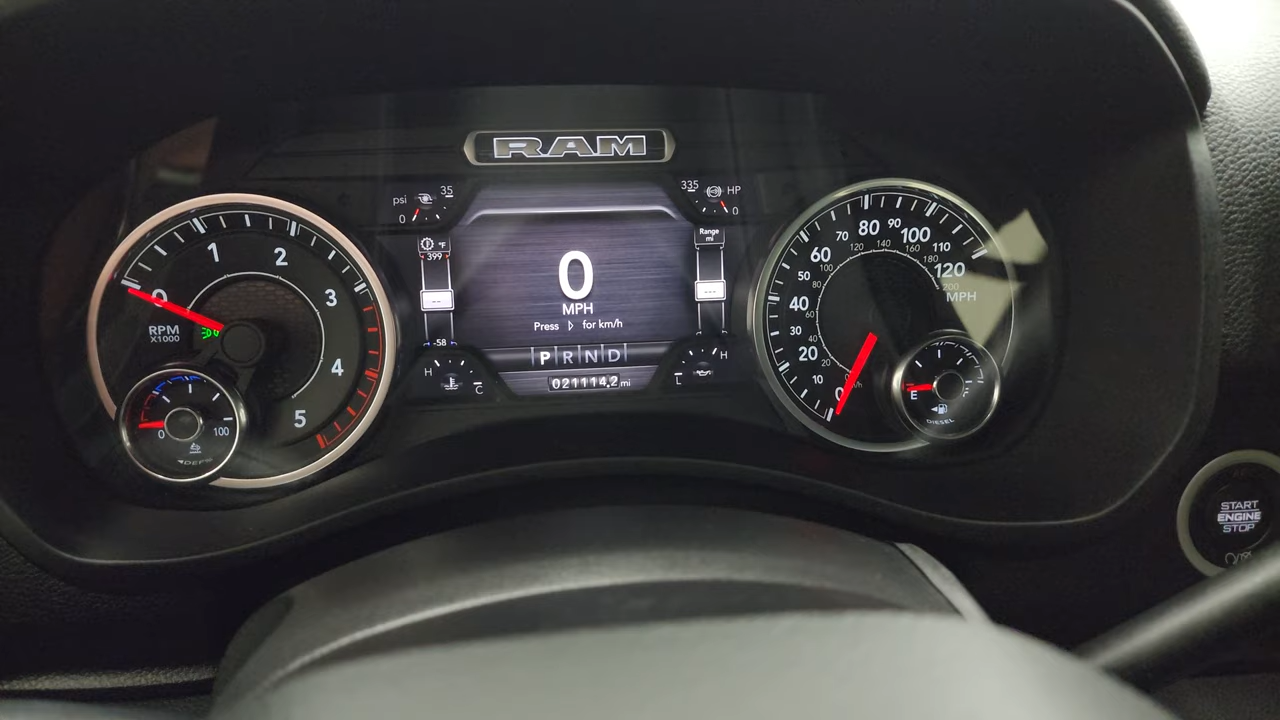 RAM
psi 35
0
335 HP
0
°F
399
-58
--
Range
mi
---
0
MPH
Press for km/h
P R N D
021114.2 mi
H C
L H
0 1 2 3 4 5
RPM
X1000
0 100
DEF
0 10 20 30 40 50 60 70 80 90 100 110 120
MPH
20 40 60 80 100 120 140 160 180 200
E
DIESEL
START
ENGINE
STOP